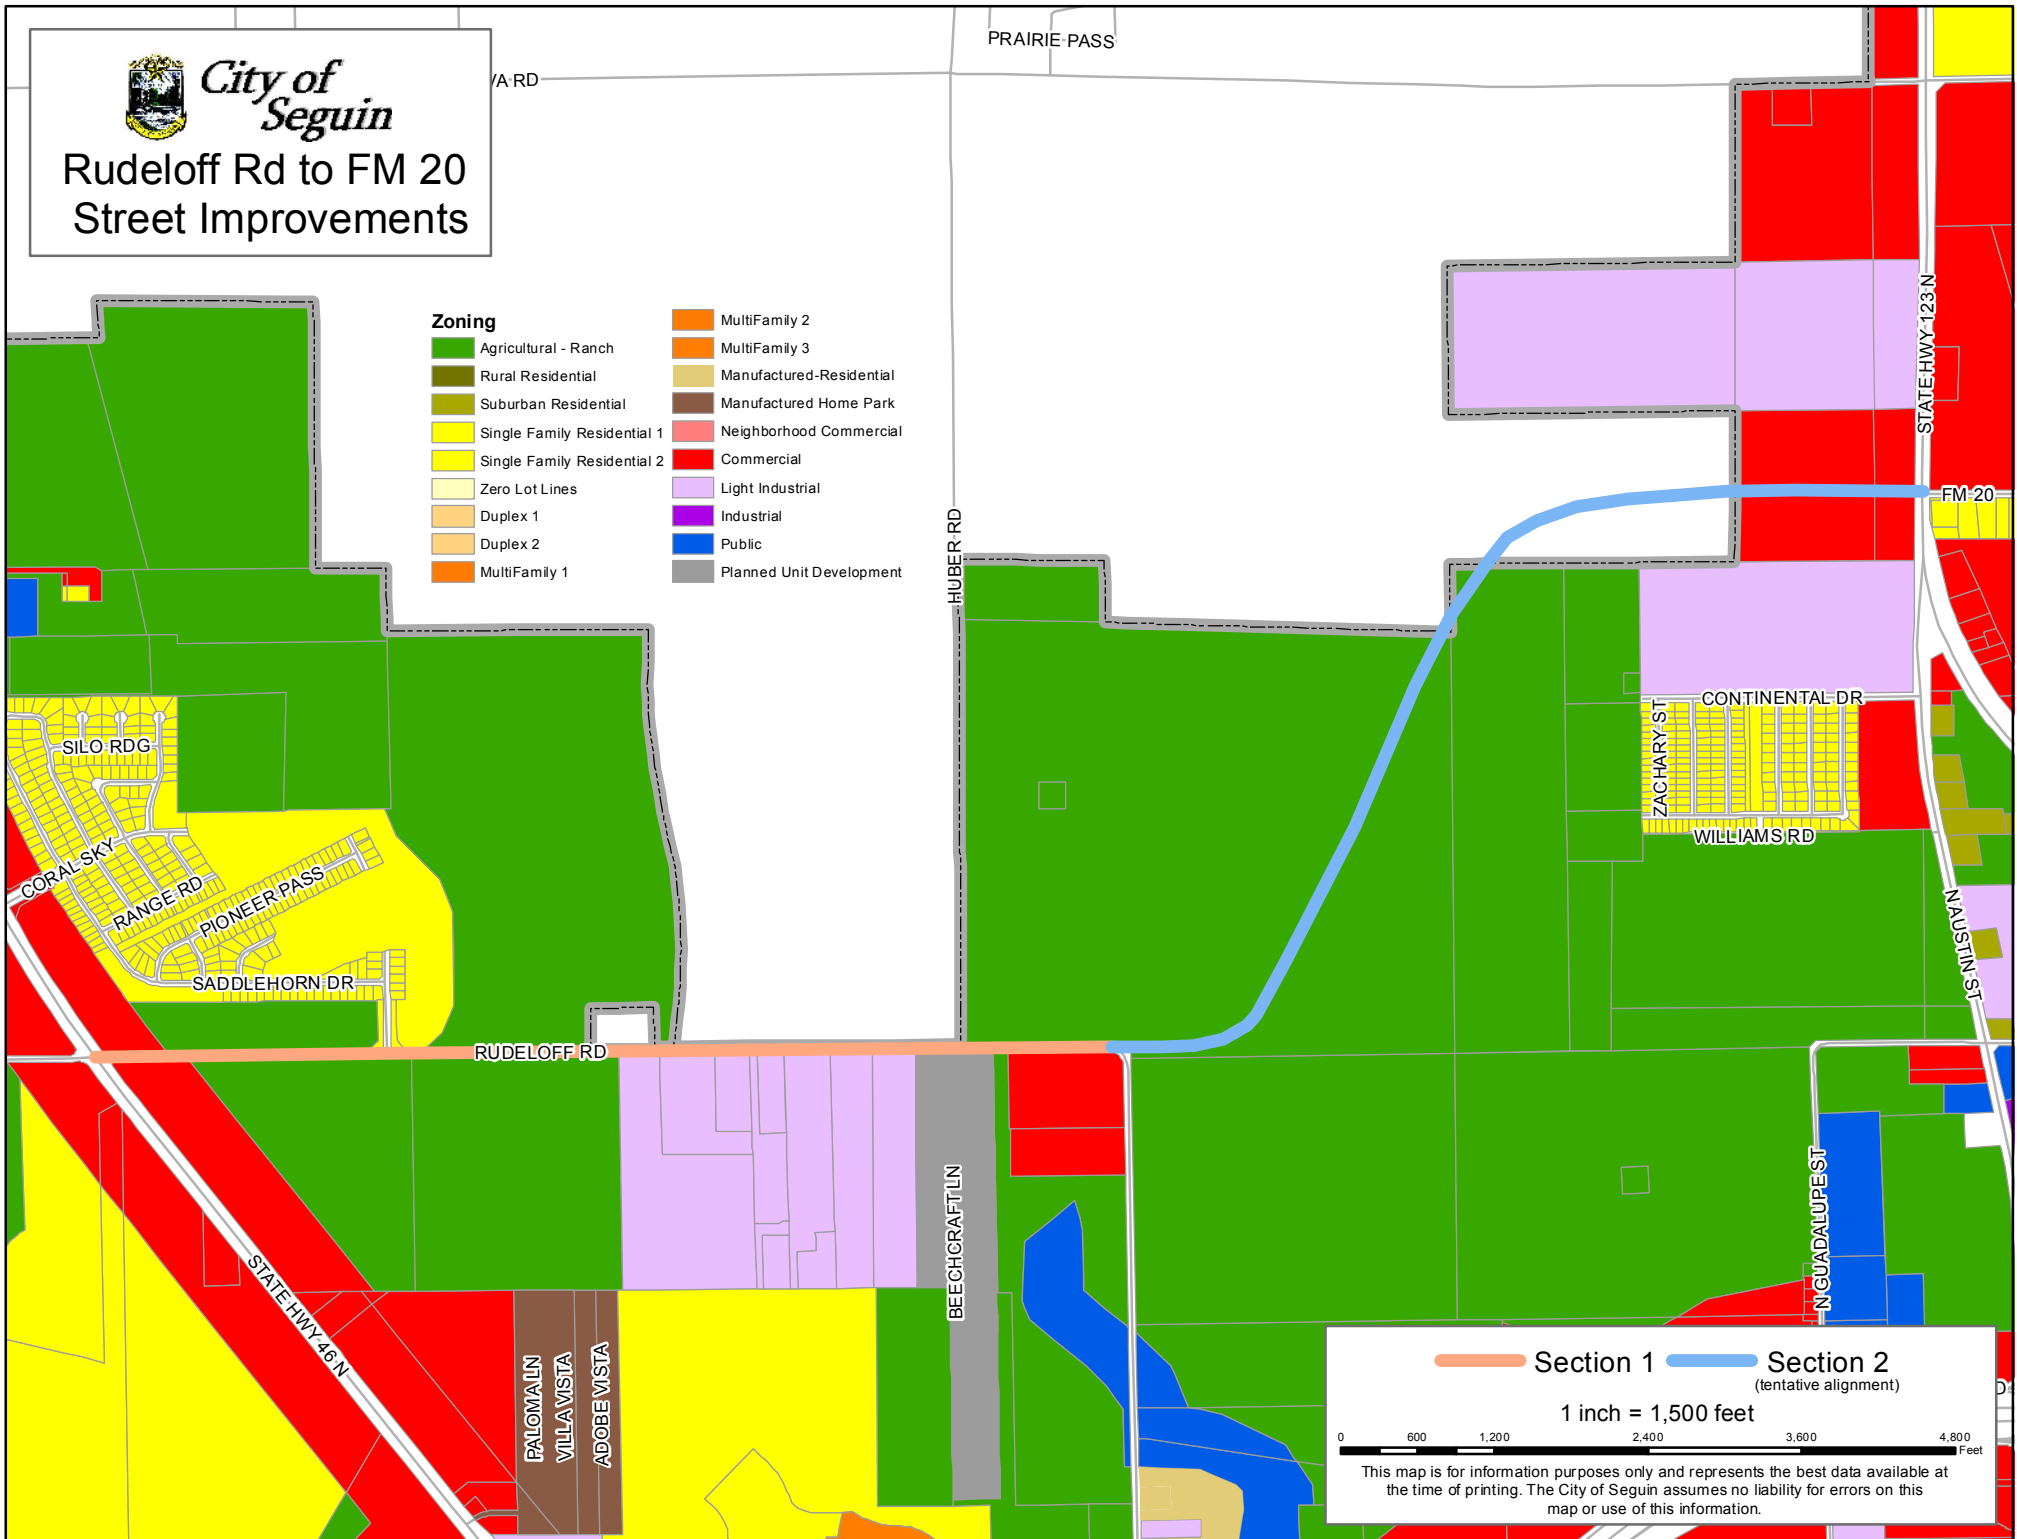 City of
Seguin
Rudeloff Rd to FM 20
Street Improvements
VA RD
PRAIRIE PASS
Zoning
Agricultural - Ranch
Rural Residential
Suburban Residential
Single Family Residential 1
Single Family Residential 2
Zero Lot Lines
Duplex 1
Duplex 2
MultiFamily 1
MultiFamily 2
MultiFamily 3
Manufactured-Residential
Manufactured Home Park
Neighborhood Commercial
Commercial
Light Industrial
Industrial
Public
Planned Unit Development
HUBER RD
STATE HWY 123 N
FM 20
CONTINENTAL DR
ZACHARY ST
WILLIAMS RD
N AUSTIN ST
SILO RDG
CORAL SKY
RANGE RD
PIONEER PASS
SADDLEHORN DR
RUDELOFF RD
BEECHCRAFT LN
N GUADALUPE ST
STATE HWY 46 N
PALOMA LN
VILLA VISTA
ADOBE VISTA
Section 1
Section 2
(tentative alignment)
1 inch = 1,500 feet
0 600 1,200 2,400 3,600 4,800
Feet
This map is for information purposes only and represents the best data available at
the time of printing. The City of Seguin assumes no liability for errors on this
map or use of this information.